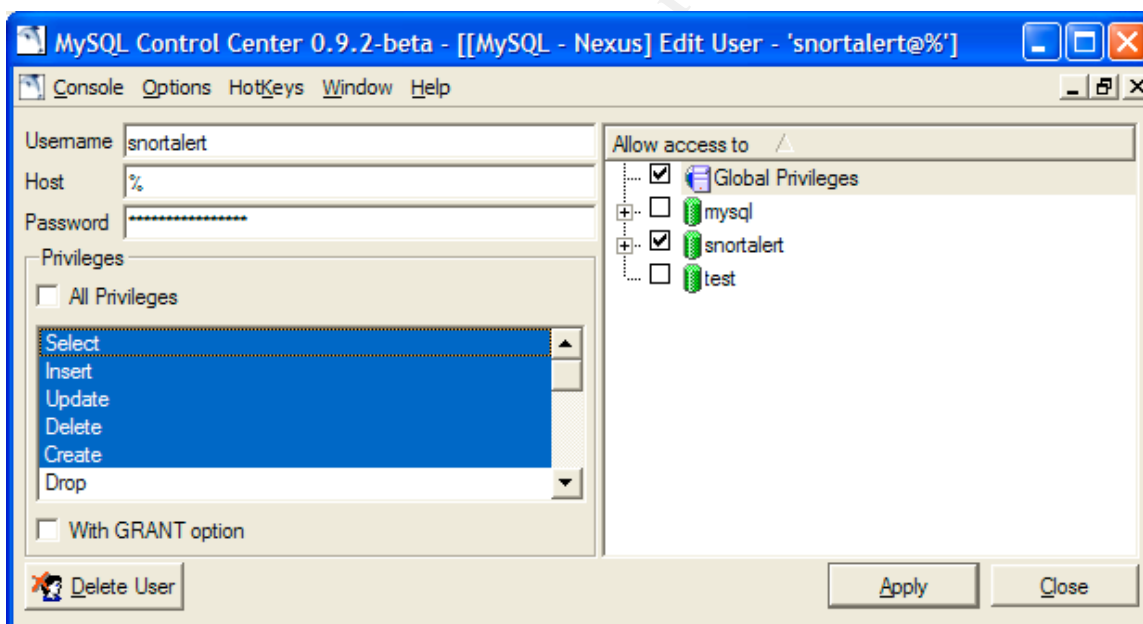 MySQL Control Center 0.9.2-beta - [[MySQL - Nexus] Edit User - 'snortalert@%']
Console Options HotKeys Window Help
Username snortalert
Host %
Password ****************
Privileges
All Privileges
Select
Insert
Update
Delete
Create
Drop
With GRANT option
Delete User
Allow access to
Global Privileges
mysql
snortalert
test
Apply Close